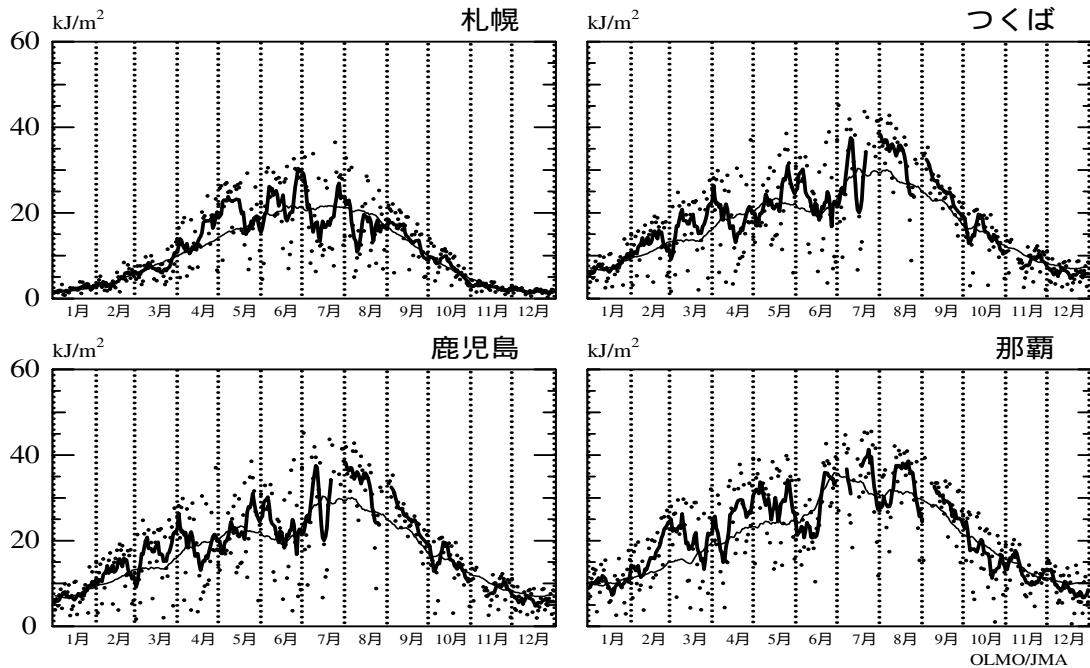 kJ/m² 札幌
60
40
20
0
1月 2月 3月 4月 5月 6月 7月 8月 9月 10月 11月 12月
kJ/m² つくば
1月 2月 3月 4月 5月 6月 7月 8月 9月 10月 11月 12月
kJ/m² 鹿児島
60
40
20
0
1月 2月 3月 4月 5月 6月 7月 8月 9月 10月 11月 12月
kJ/m² 那覇
1月 2月 3月 4月 5月 6月 7月 8月 9月 10月 11月 12月
OLMO/JMA